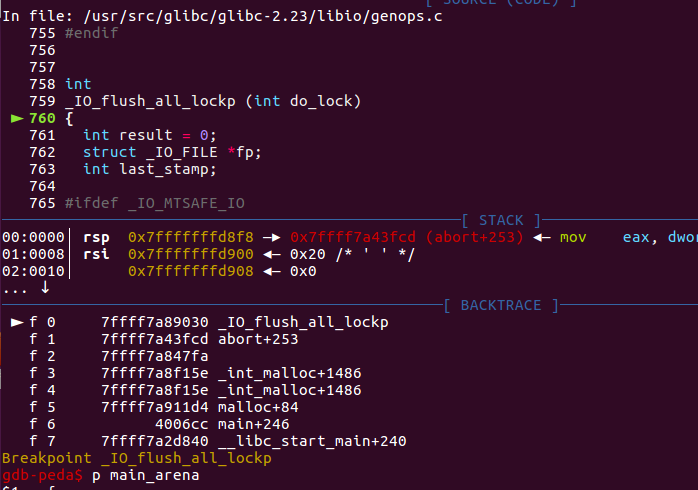 [ SOURCE (CODE) ]
In file: /usr/src/glibc/glibc-2.23/libio/genops.c
755 #endif
756
757
758 int
759 _IO_flush_all_lockp (int do_lock)
► 760 {
761   int result = 0;
762   struct _IO_FILE *fp;
763   int last_stamp;
764
765 #ifdef _IO_MTSAFE_IO
[ STACK ]
00:0000│ rsp  0x7fffffffd8f8 —► 0x7ffff7a43fcd (abort+253) ◄— mov    eax, dwor
01:0008│ rsi  0x7fffffffd900 ◄— 0x20 /* ' ' */
02:0010│      0x7fffffffd908 ◄— 0x0
... ↓
[ BACKTRACE ]
► f 0     7ffff7a89030 _IO_flush_all_lockp
f 1     7ffff7a43fcd abort+253
f 2     7ffff7a847fa
f 3     7ffff7a8f15e _int_malloc+1486
f 4     7ffff7a8f15e _int_malloc+1486
f 5     7ffff7a911d4 malloc+84
f 6           4006cc main+246
f 7     7ffff7a2d840 __libc_start_main+240
Breakpoint _IO_flush_all_lockp
gdb-peda$ p main_arena